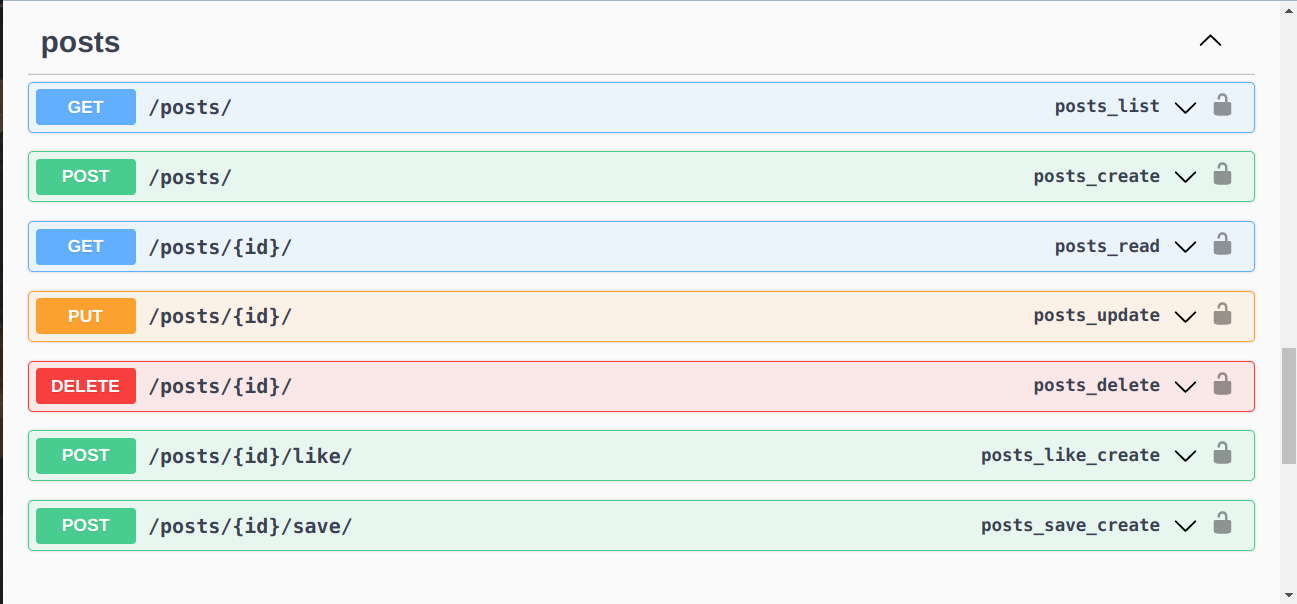 posts
GET /posts/ posts_list
POST /posts/ posts_create
GET /posts/{id}/ posts_read
PUT /posts/{id}/ posts_update
DELETE /posts/{id}/ posts_delete
POST /posts/{id}/like/ posts_like_create
POST /posts/{id}/save/ posts_save_create